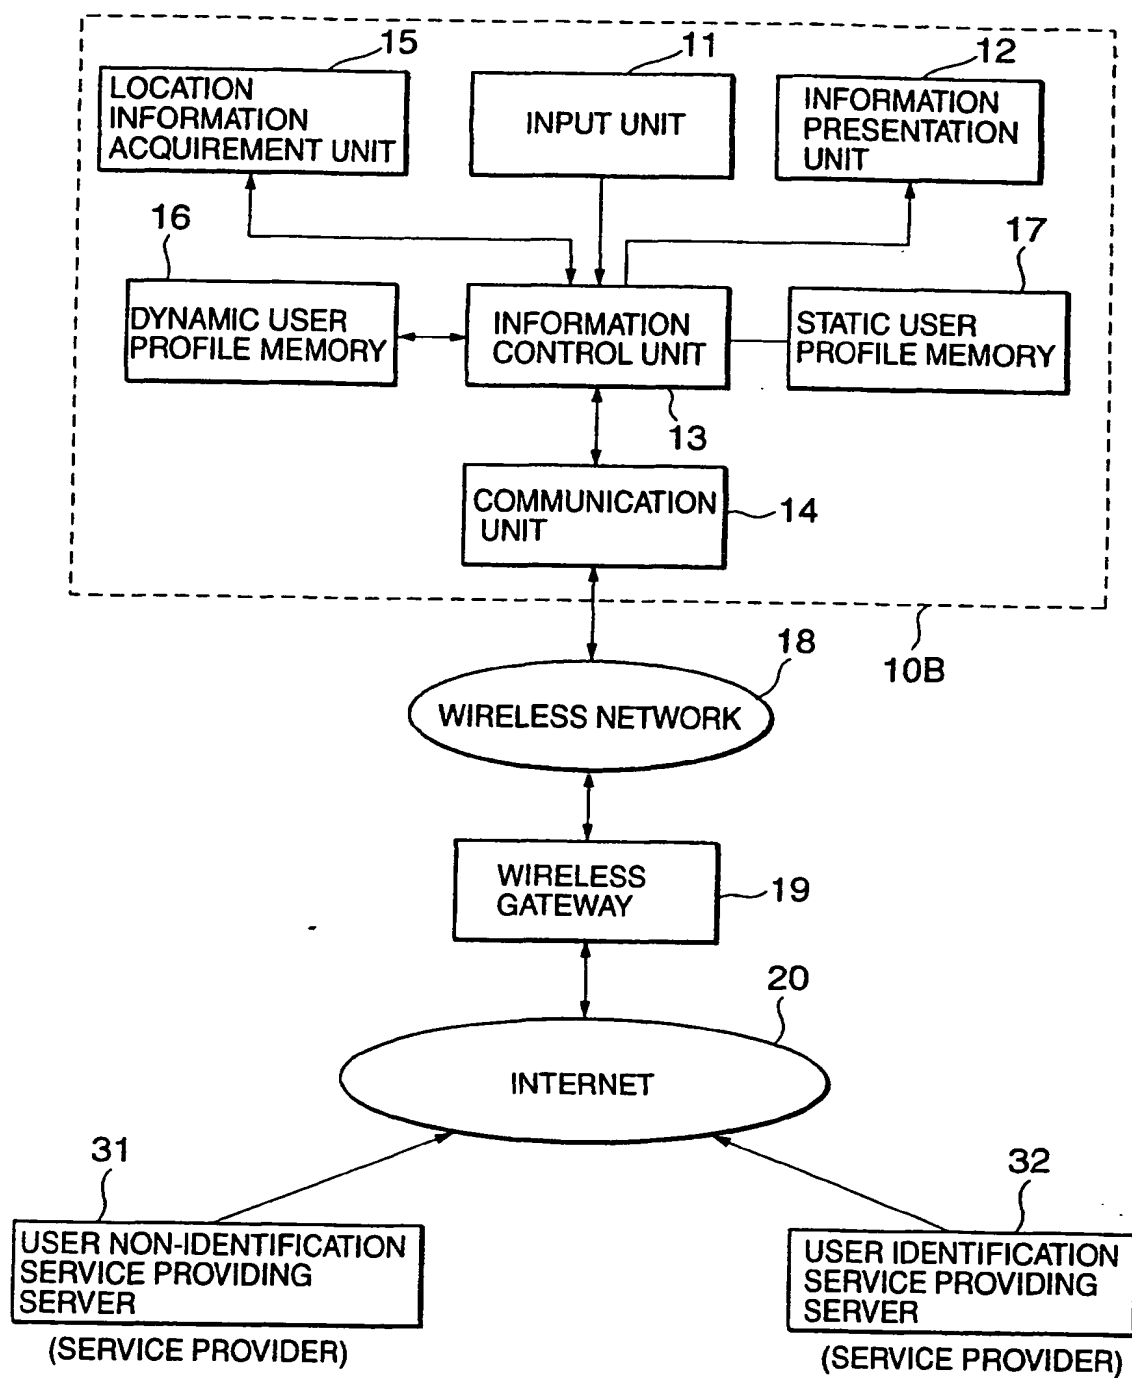 15
11
12
LOCATION
INFORMATION
ACQUIREMENT UNIT
INPUT UNIT
INFORMATION
PRESENTATION
UNIT
16
17
DYNAMIC USER
PROFILE MEMORY
INFORMATION
CONTROL UNIT
STATIC USER
PROFILE MEMORY
13
COMMUNICATION
UNIT
14
10B
18
WIRELESS NETWORK
WIRELESS
GATEWAY
19
20
INTERNET
31
32
USER NON-IDENTIFICATION
SERVICE PROVIDING
SERVER
(SERVICE PROVIDER)
USER IDENTIFICATION
SERVICE PROVIDING
SERVER
(SERVICE PROVIDER)